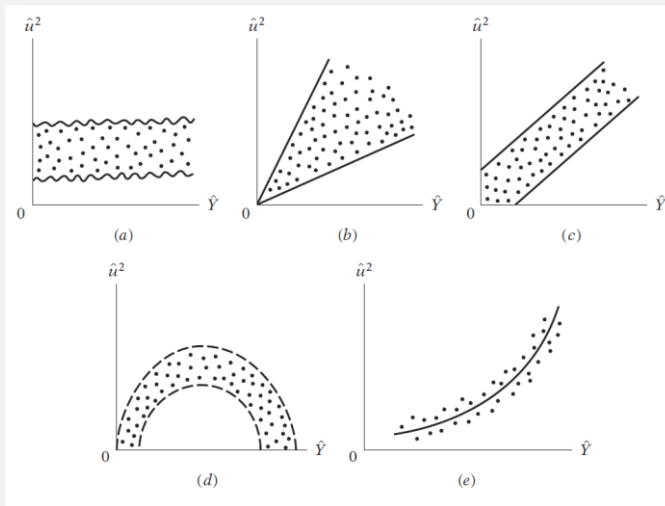 û² û² û²
0 Ŷ 0 Ŷ 0 Ŷ
(a) (b) (c)
û² û²
0 Ŷ 0 Ŷ
(d) (e)